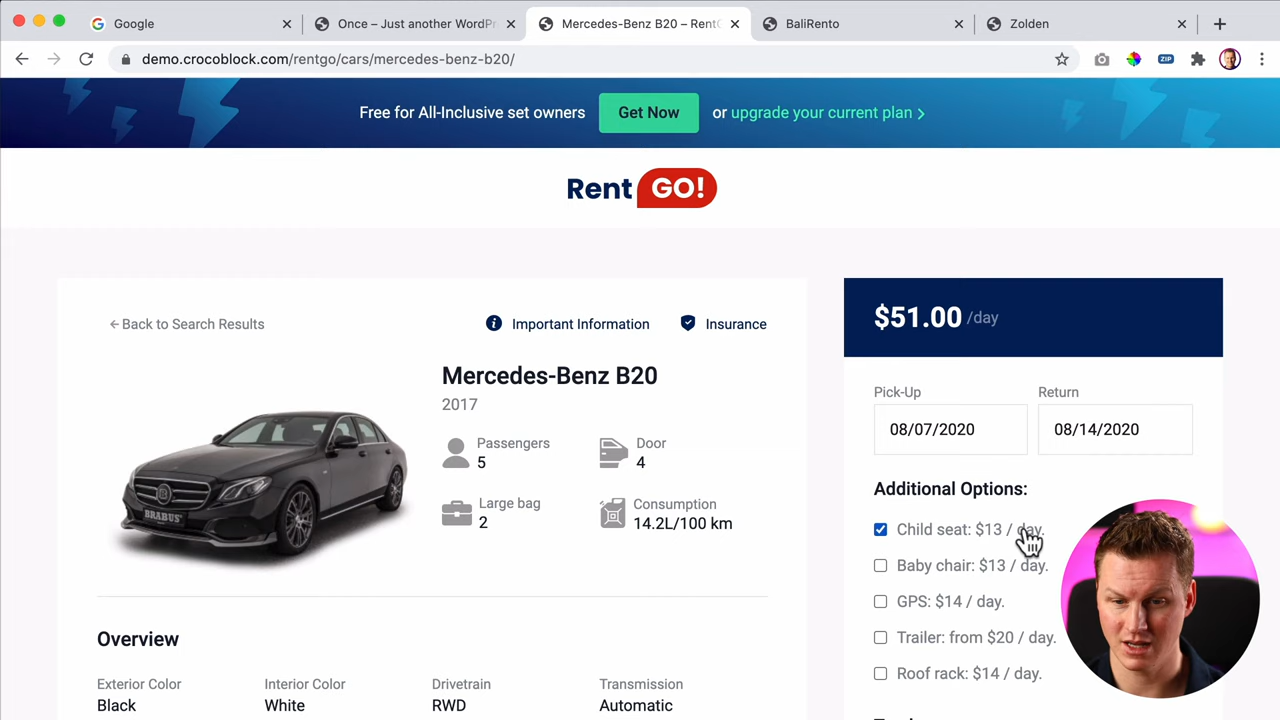 Google
Once – Just another WordPr
Mercedes-Benz B20 – Rent
BaliRento
Zolden
demo.crocoblock.com/rentgo/cars/mercedes-benz-b20/
ZIP
Free for All-Inclusive set owners Get Now or upgrade your current plan >
Rent GO!
← Back to Search Results
Important Information
Insurance
Mercedes-Benz B20
2017
Passengers
5
Door
4
Large bag
2
Consumption
14.2L/100 km
BRABUS
Overview
Exterior Color
Black
Interior Color
White
Drivetrain
RWD
Transmission
Automatic
$51.00 /day
Pick-Up
08/07/2020
Return
08/14/2020
Additional Options:
Child seat: $13 / day.
Baby chair: $13 / day.
GPS: $14 / day.
Trailer: from $20 / day.
Roof rack: $14 / day.